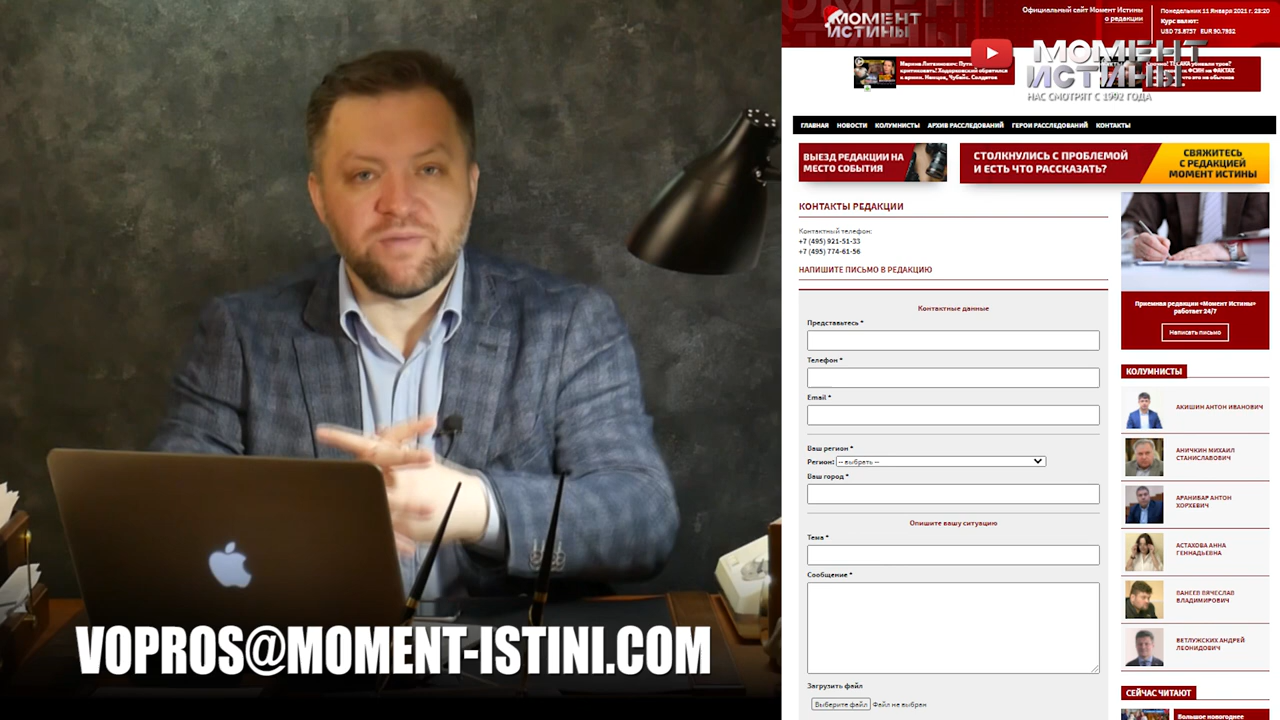 МОМЕНТ
ИСТИНЫ
Официальный сайт Момент Истины
о редакции
Понедельник 11 Января 2021 г. 23:20
Курс валют:
USD 73.8757 EUR 90.7932
МОМЕНТ
ИСТИНЫ
НАС СМОТРЯТ С 1992 ГОДА
ГЛАВНАЯ НОВОСТИ КОЛУМНИСТЫ АРХИВ РАССЛЕДОВАНИЙ ГЕРОИ РАССЛЕДОВАНИЙ КОНТАКТЫ
ВЫЕЗД РЕДАКЦИИ НА
МЕСТО СОБЫТИЯ
СТОЛКНУЛИСЬ С ПРОБЛЕМОЙ
И ЕСТЬ ЧТО РАССКАЗАТЬ?
СВЯЖИТЕСЬ
С РЕДАКЦИЕЙ
МОМЕНТ ИСТИНЫ
КОНТАКТЫ РЕДАКЦИИ
Контактный телефон:
+7 (495) 921-51-33
+7 (495) 774-61-56
НАПИШИТЕ ПИСЬМО В РЕДАКЦИЮ
Контактные данные
Представьтесь *
Телефон *
Email *
Ваш регион *
Регион: -- выбрать --
Ваш город *
Опишите вашу ситуацию
Тема *
Сообщение *
Загрузить файл
Выберите файл Файл не выбран
Приемная редакции «Момент Истины»
работает 24/7
Написать письмо
КОЛУМНИСТЫ
АКИШИН АНТОН ИВАНОВИЧ
АНИЧКИН МИХАИЛ
СТАНИСЛАВОВИЧ
АРАНИБАР АНТОН
ХОРХЕВИЧ
АСТАХОВА АННА
ГЕННАДЬЕВНА
ВАНЕЕВ ВЯЧЕСЛАВ
ВЛАДИМИРОВИЧ
ВЕТЛУЖСКИХ АНДРЕЙ
ЛЕОНИДОВИЧ
СЕЙЧАС ЧИТАЮТ
Большое новогоднее
VOPROS@MOMENT-ISTINI.COM